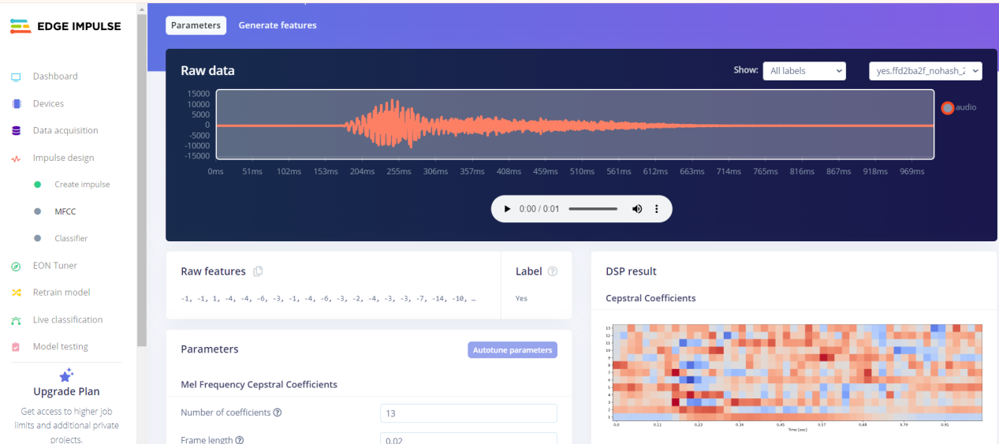 EDGE IMPULSE
Dashboard
Devices
Data acquisition
Impulse design
Create impulse
MFCC
Classifier
EON Tuner
Retrain model
Live classification
Model testing
Upgrade Plan
Get access to higher job
limits and additional private
projects.
Parameters Generate features
Raw data
Show: All labels yes.ffd2ba2f_nohash_2
15000
10000
5000
0
-5000
-10000
-15000
audio
0ms 51ms 102ms 153ms 204ms 255ms 306ms 357ms 408ms 459ms 510ms 561ms 612ms 663ms 714ms 765ms 816ms 867ms 918ms 969ms
0:00 / 0:01
Raw features
-1, -1, 1, -4, -4, -6, -3, -1, -4, -6, -3, -2, -4, -3, -3, -7, -14, -10, …
Label
Yes
Parameters
Autotune parameters
Mel Frequency Cepstral Coefficients
Number of coefficients 13
Frame length 0.02
DSP result
Cepstral Coefficients
13
12
11
10
9
8
7
6
5
4
3
2
1
0.0 0.11 0.23 0.34 0.45 0.57 0.68 0.79 0.91
Time [sec]